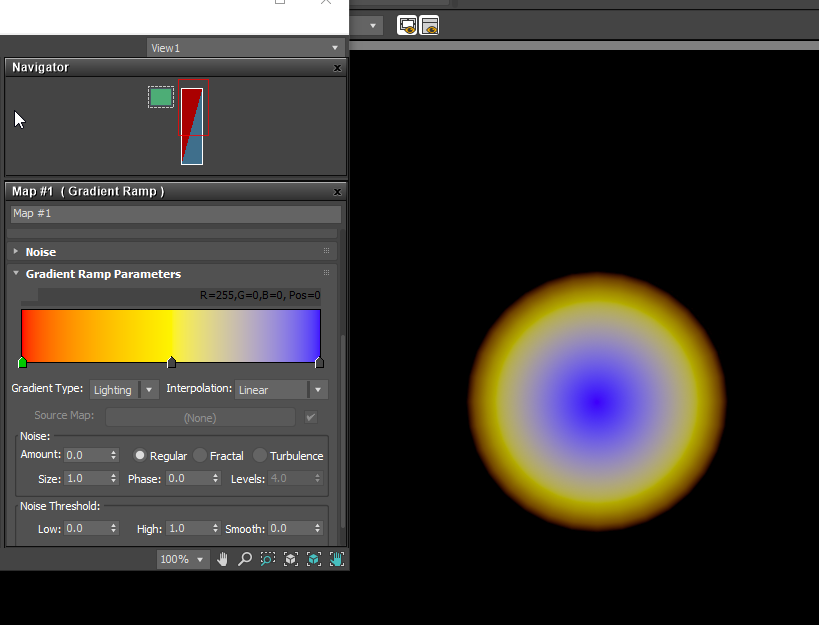 View1
Navigator
x
Map #1 ( Gradient Ramp )
x
Map #1
Noise
Gradient Ramp Parameters
R=255,G=0,B=0, Pos=0
Gradient Type: Lighting Interpolation: Linear
Source Map: (None)
Noise:
Amount: 0.0 Regular Fractal Turbulence
Size: 1.0 Phase: 0.0 Levels: 4.0
Noise Threshold:
Low: 0.0 High: 1.0 Smooth: 0.0
100%